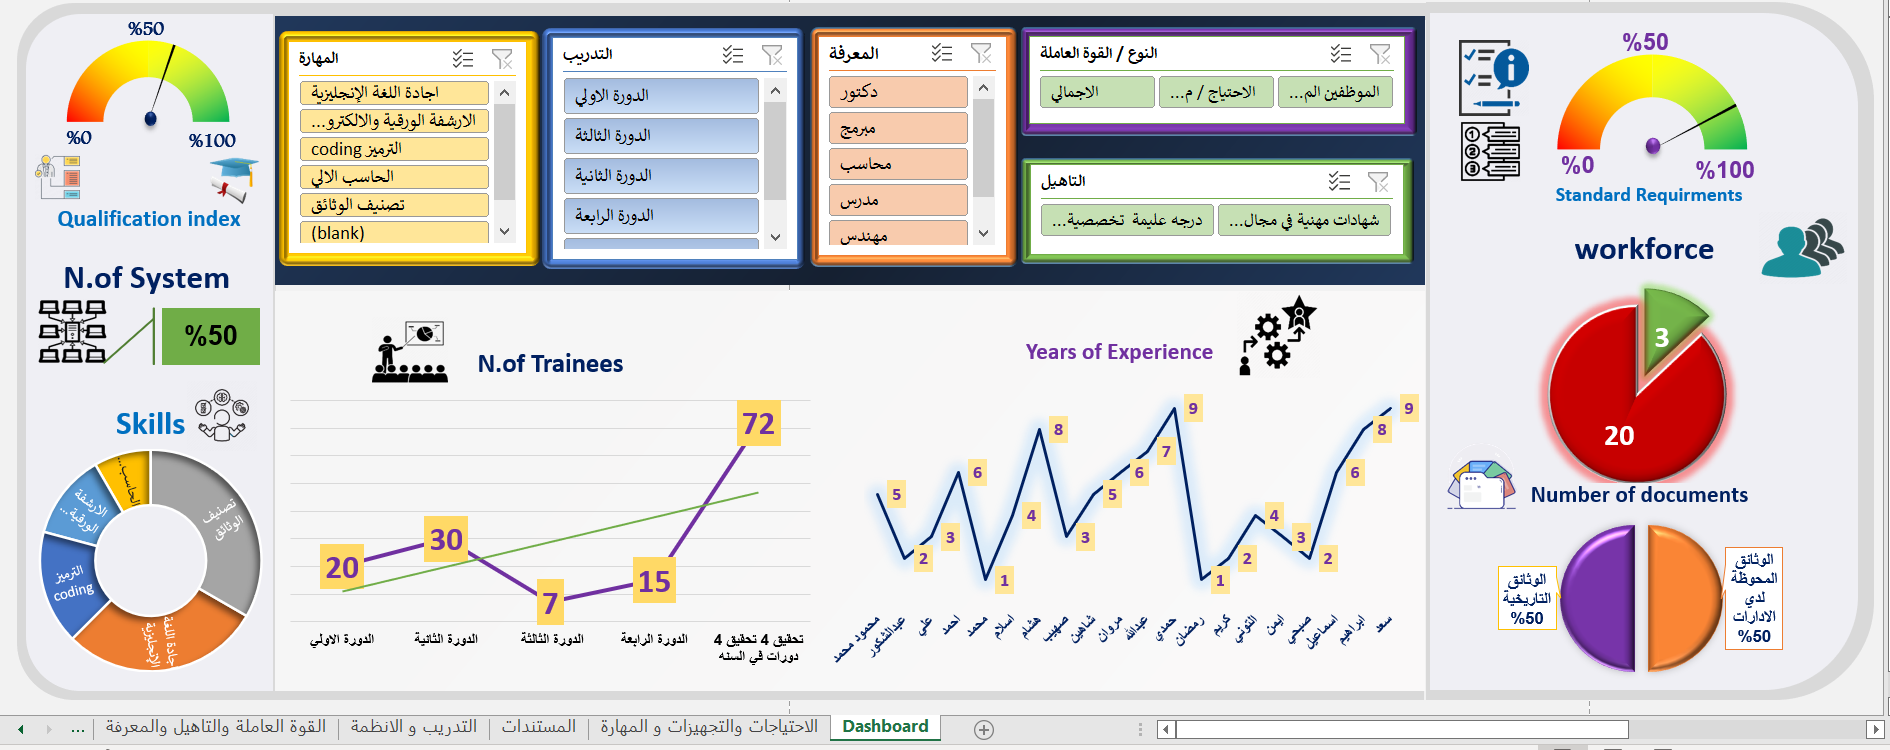 %50
%0
%100
Qualification index
N.of System
%50
Skills
تصنيف
الوثائق
جادة اللغة
الإنجليزية
الترميز
coding
الارشفة
الورقية ...
الحاسب...
المهارة
اجادة اللغة الإنجليزية
الارشفة الورقية والالكترو...
الترميز coding
الحاسب الالي
تصنيف الوثائق
(blank)
التدريب
الدورة الاولي
الدورة الثالثة
الدورة الثانية
الدورة الرابعة
المعرفة
دكتور
مبرمج
محاسب
مدرس
مهندس
النوع / القوة العاملة
الموظفين الم...
الاحتياج / م...
الاجمالي
التاهيل
شهادات مهنية في مجال...
درجه عليمة تخصصية...
N.of Trainees
20
30
7
15
72
الدورة الاولي
الدورة الثانية
الدورة الثالثة
الدورة الرابعة
تحقيق 4 تحقيق 4
دورات في السنه
Years of Experience
5
2
3
6
1
4
8
3
5
6
7
9
1
2
4
3
2
6
8
9
محمود محمد
عبدالشكور
علي
احمد
محمد
اسلام
هشام
صهيب
شاهين
مروان
عبدالله
حمدي
رمضان
كريم
التوني
ايمن
صبحي
اسماعيل
ابراهيم
سعد
%50
%0
%100
Standard Requirments
workforce
3
20
Number of documents
الوثائق
التاريخية
%50
الوثائق
المحوظة
لدي
الادارات
%50
...
القوة العاملة والتاهيل والمعرفة
التدريب و الانظمة
المستندات
الاحتياجات والتجهيزات و المهارة
Dashboard